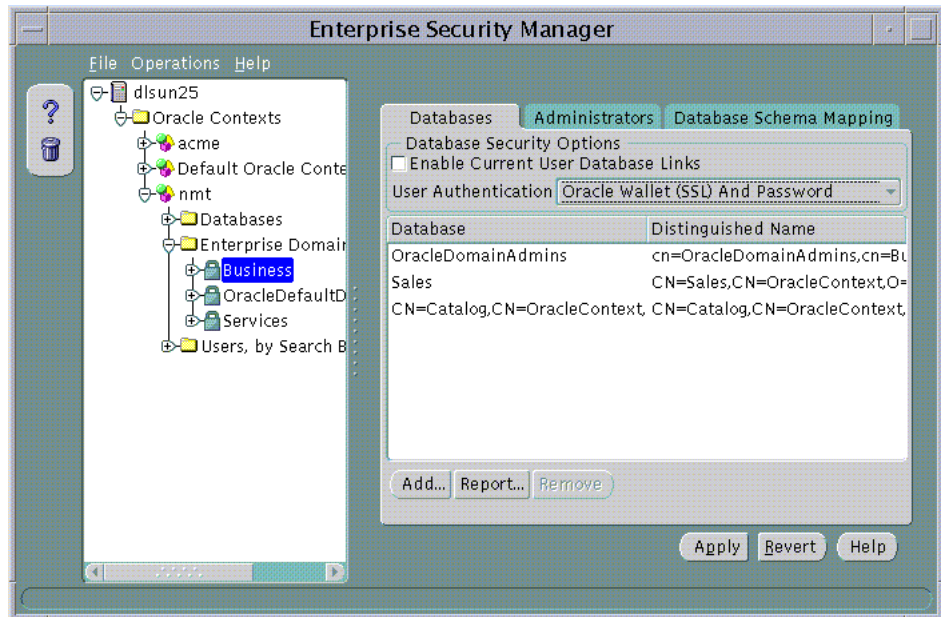 Enterprise Security Manager
File Operations Help
?
dlsun25
Oracle Contexts
acme
Default Oracle Conte
nmt
Databases
Enterprise Domair
Business
OracleDefaultD
Services
Users, by Search B
Databases Administrators Database Schema Mapping
Database Security Options
Enable Current User Database Links
User Authentication Oracle Wallet (SSL) And Password
Database Distinguished Name
OracleDomainAdmins cn=OracleDomainAdmins,cn=Bu
Sales CN=Sales,CN=OracleContext,O=
CN=Catalog,CN=OracleContext, CN=Catalog,CN=OracleContext,
Add... Report... Remove
Apply Revert Help